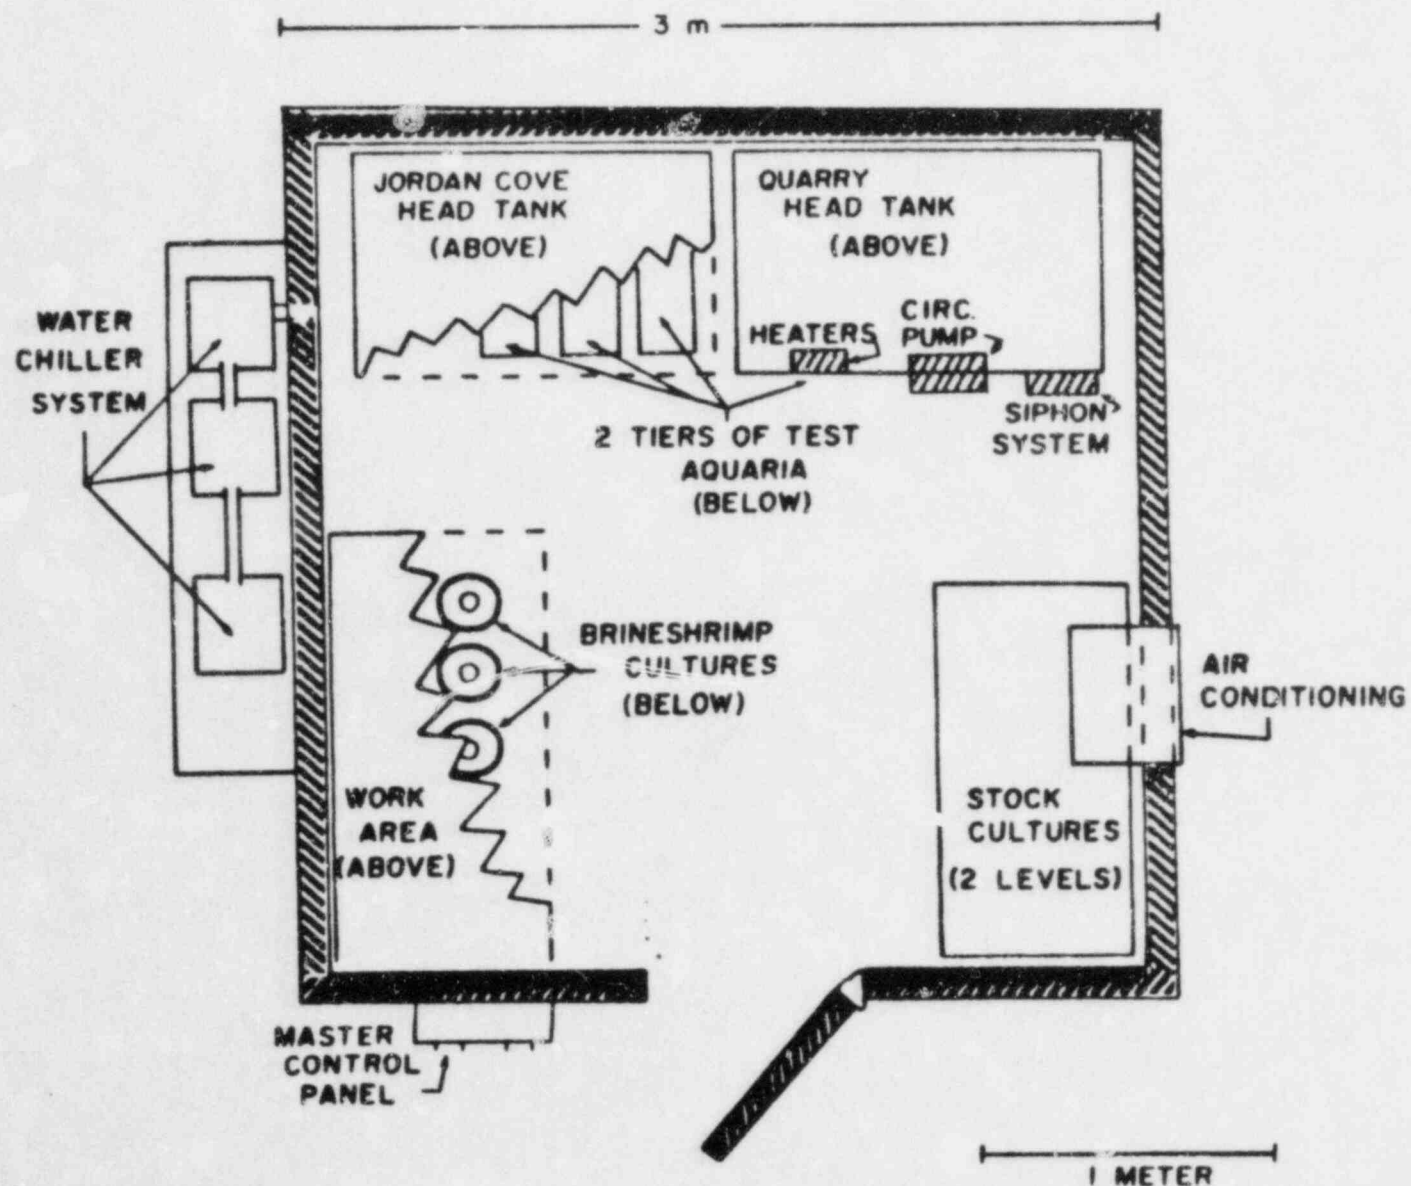 3 m
JORDAN COVE
HEAD TANK
(ABOVE)
QUARRY
HEAD TANK
(ABOVE)
WATER
CHILLER
SYSTEM
HEATERS
CIRC.
PUMP
SIPHON
SYSTEM
2 TIERS OF TEST
AQUARIA
(BELOW)
BRINESHRIMP
CULTURES
(BELOW)
AIR
CONDITIONING
WORK
AREA
(ABOVE)
STOCK
CULTURES
(2 LEVELS)
MASTER
CONTROL
PANEL
1 METER